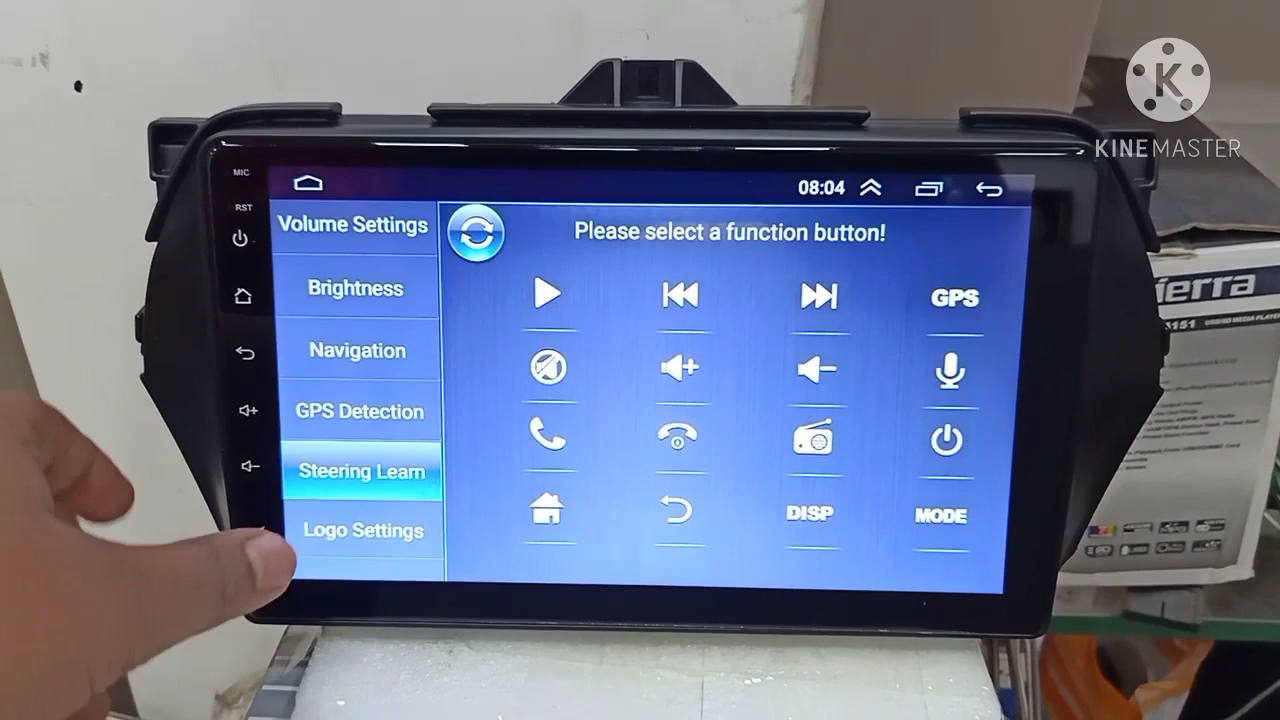 KINEMASTER
MIC
RST
08:04
Volume Settings
Brightness
Navigation
GPS Detection
Steering Learn
Logo Settings
Please select a function button!
GPS
DISP
MODE
ierra